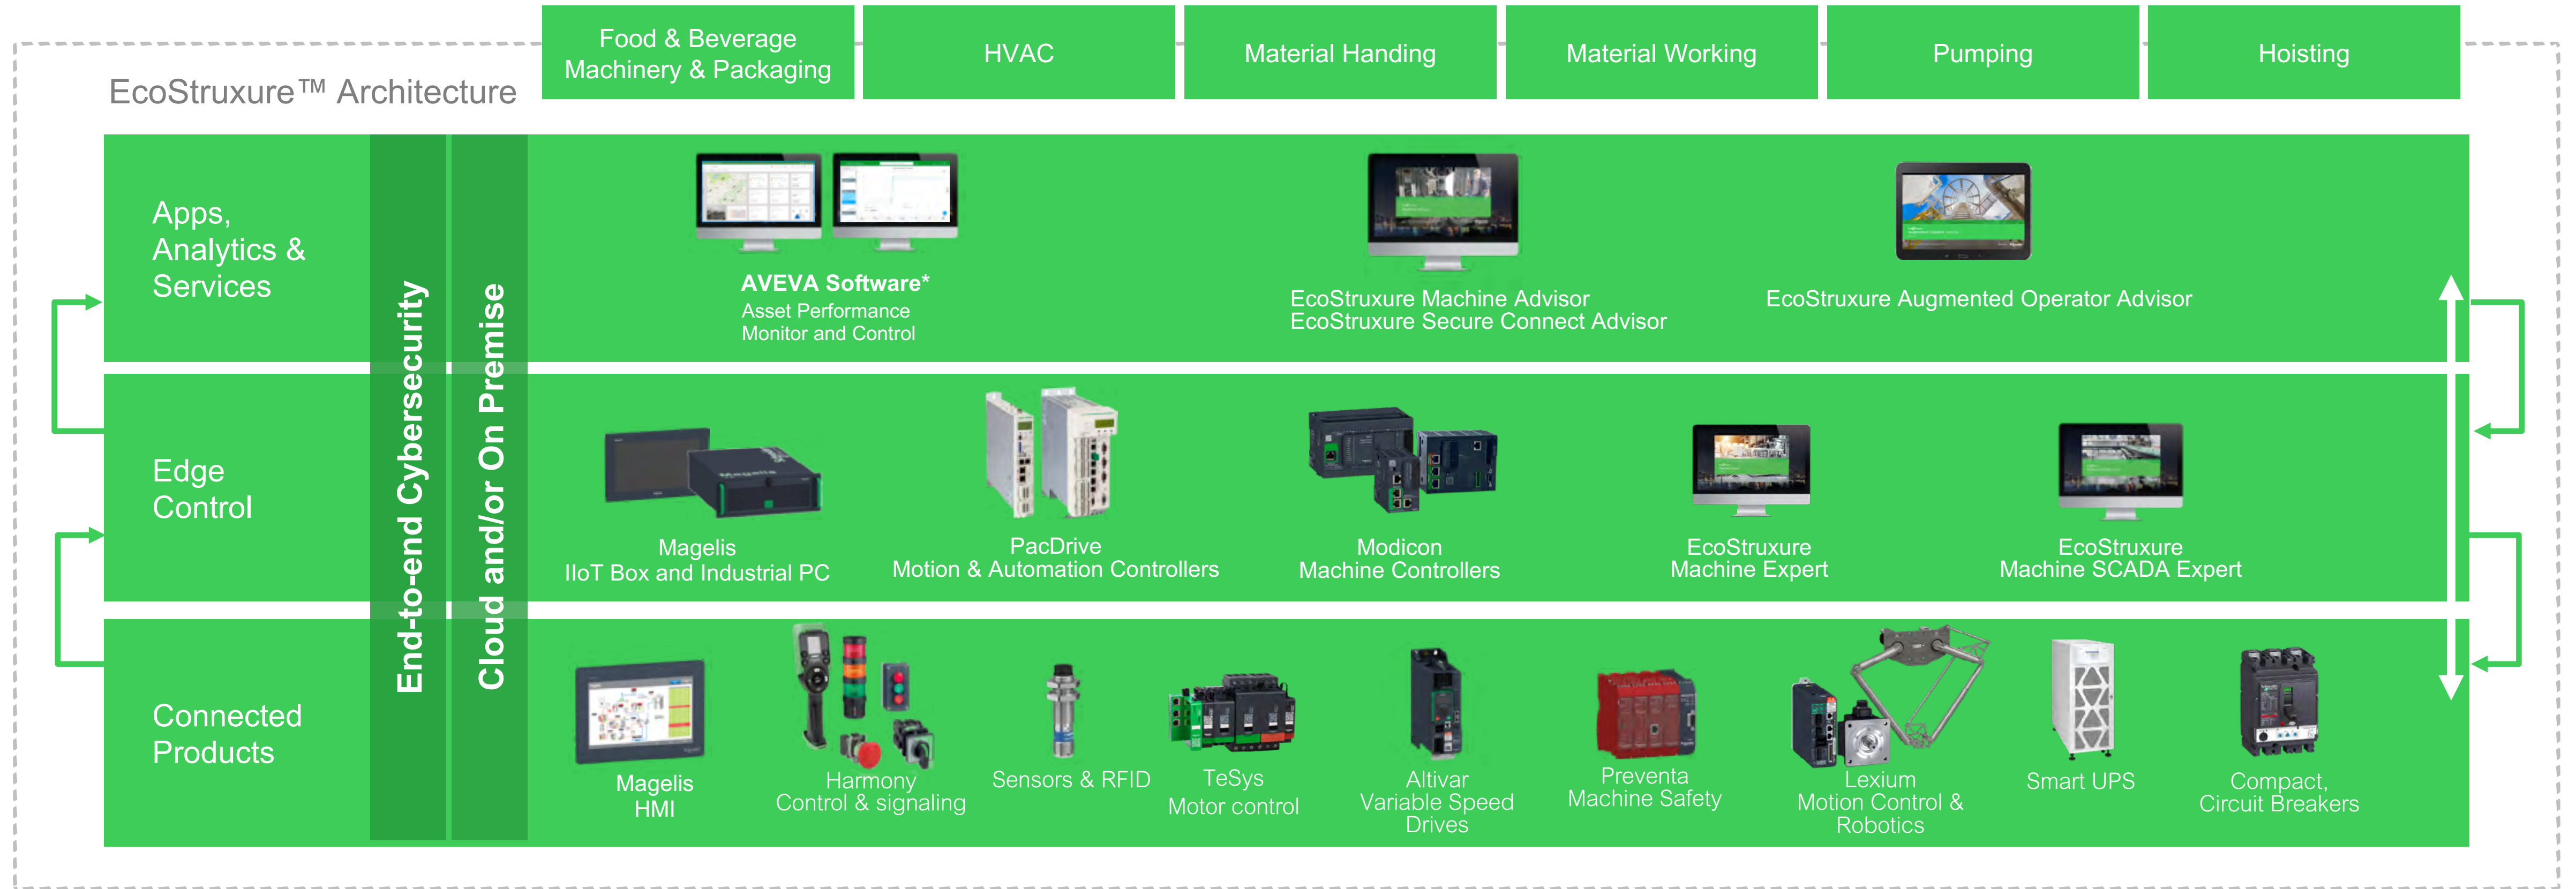 Food & Beverage
Machinery & Packaging
HVAC
Material Handing
Material Working
Pumping
Hoisting
EcoStruxure™ Architecture
Apps,
Analytics &
Services
End-to-end Cybersecurity
Cloud and/or On Premise
AVEVA Software*
Asset Performance
Monitor and Control
EcoStruxure Machine Advisor
EcoStruxure Secure Connect Advisor
EcoStruxure Augmented Operator Advisor
Edge
Control
Magelis
Magelis
IIoT Box and Industrial PC
PacDrive
Motion & Automation Controllers
Modicon
Machine Controllers
EcoStruxure
Machine Expert
EcoStruxure
Machine SCADA Expert
Connected
Products
Magelis
HMI
Harmony
Control & signaling
Sensors & RFID
TeSys
Motor control
Altivar
Variable Speed
Drives
Preventa
Machine Safety
Lexium
Motion Control &
Robotics
Smart UPS
Compact,
Circuit Breakers